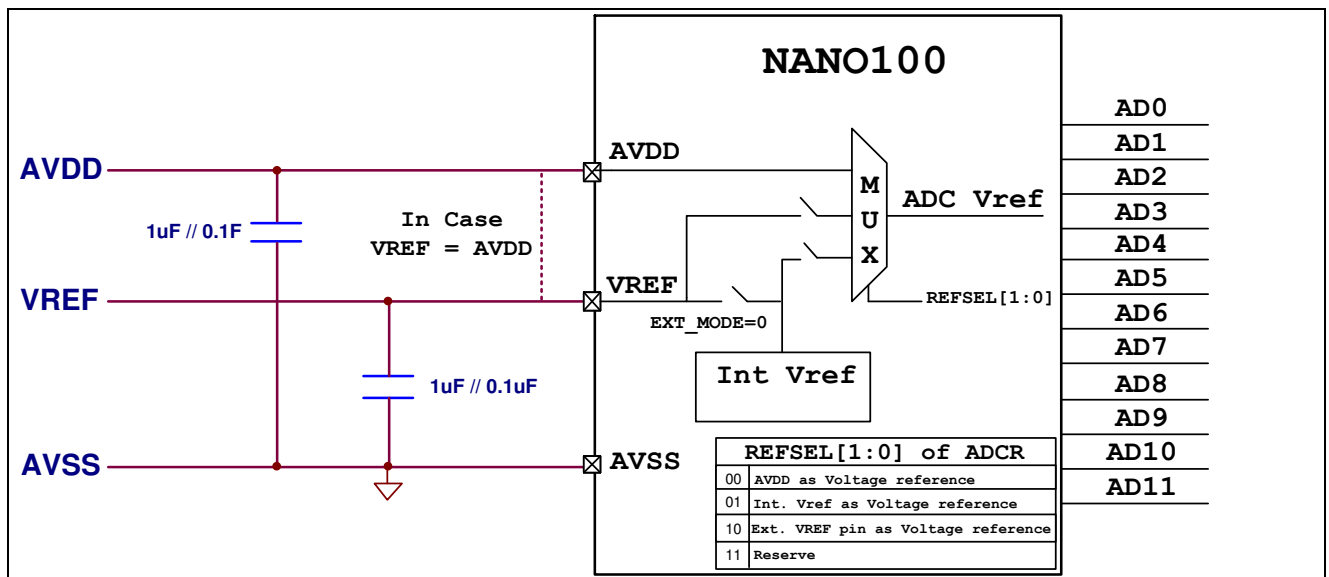 NANO100
AVDD
1uF // 0.1F
In Case
VREF = AVDD
VREF
1uF // 0.1uF
AVSS
AVDD
VREF
EXT_MODE=0
Int Vref
AVSS
M
U
X
ADC Vref
REFSEL[1:0]
REFSEL[1:0] of ADCR
00 AVDD as Voltage reference
01 Int. Vref as Voltage reference
10 Ext. VREF pin as Voltage reference
11 Reserve
AD0
AD1
AD2
AD3
AD4
AD5
AD6
AD7
AD8
AD9
AD10
AD11